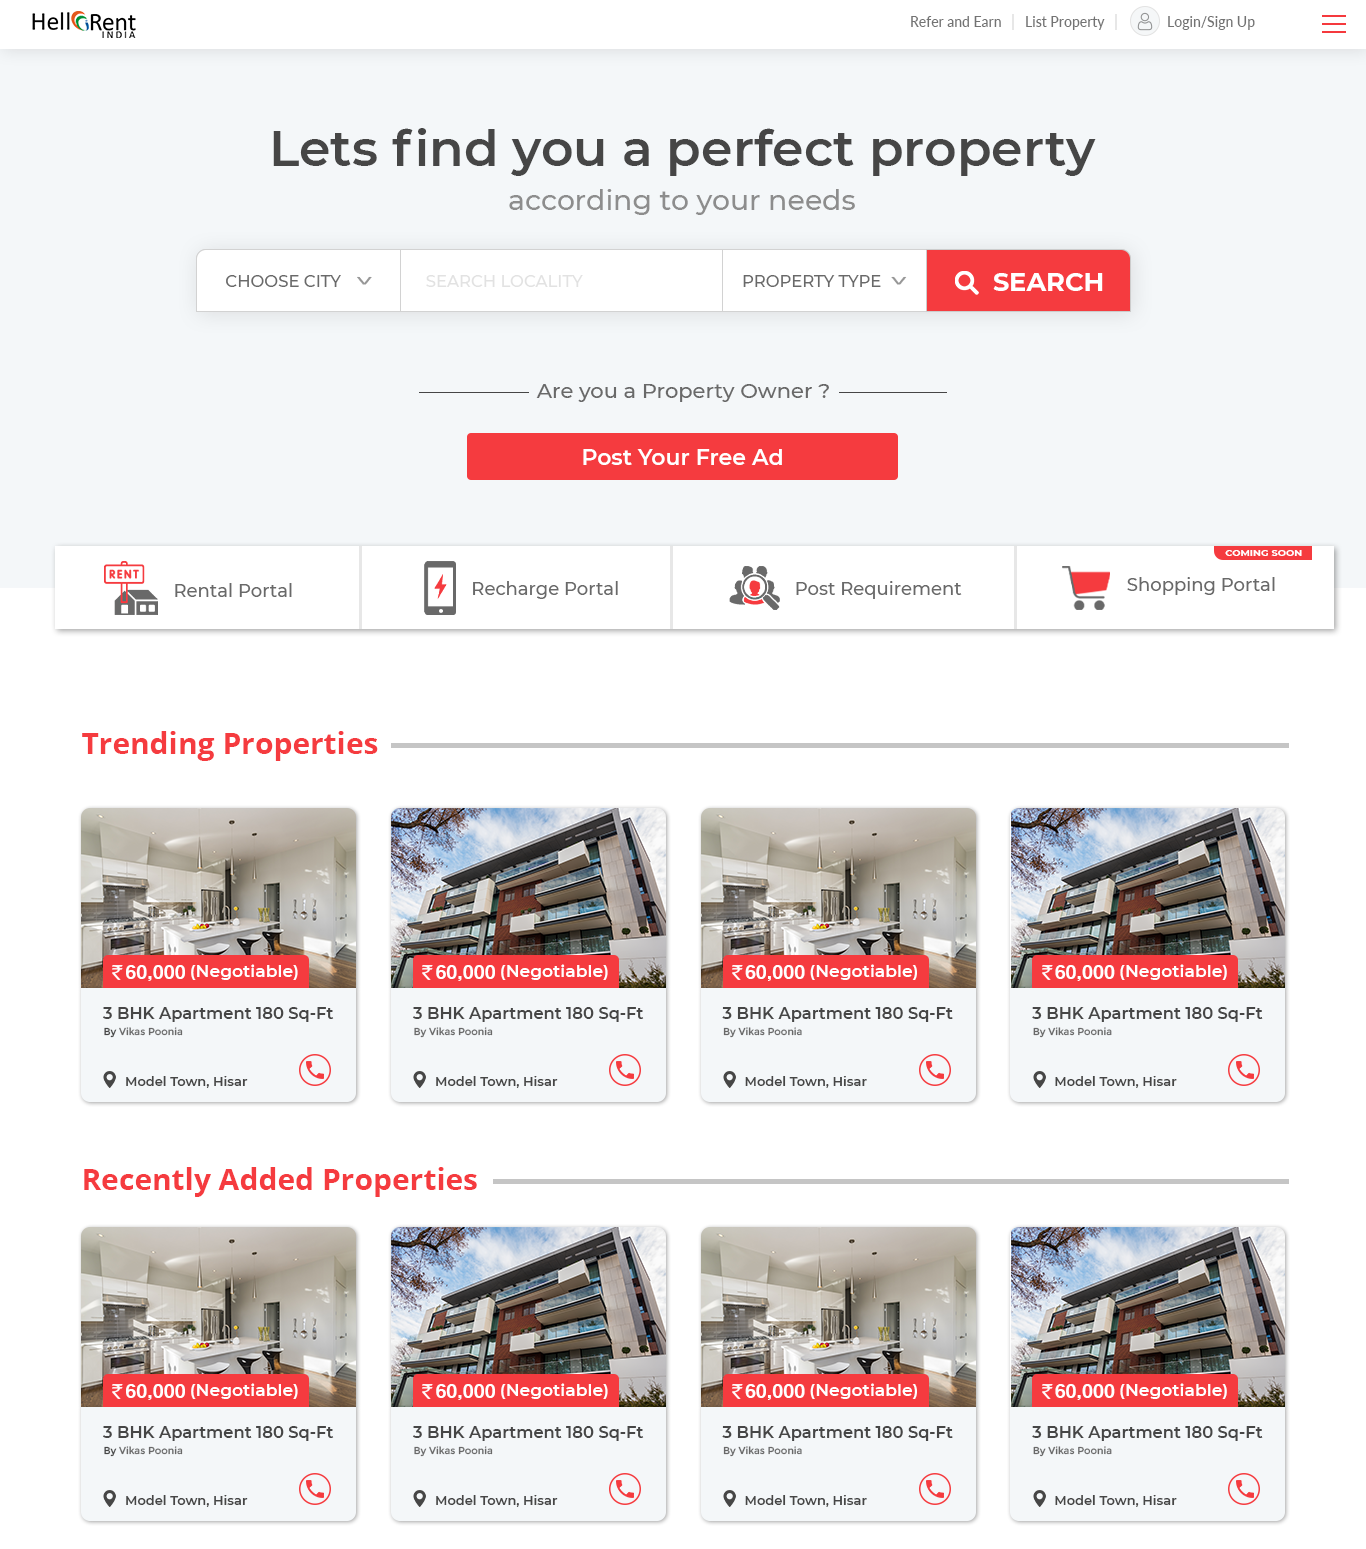 HelloRent
INDIA
Refer and Earn
List Property
Login/Sign Up
Lets find you a perfect property
according to your needs
CHOOSE CITY
SEARCH LOCALITY
PROPERTY TYPE
SEARCH
Are you a Property Owner ?
Post Your Free Ad
RENT
Rental Portal
Recharge Portal
Post Requirement
COMING SOON
Shopping Portal
Trending Properties
₹ 60,000 (Negotiable)
3 BHK Apartment 180 Sq-Ft
By Vikas Poonia
Model Town, Hisar
₹ 60,000 (Negotiable)
3 BHK Apartment 180 Sq-Ft
By Vikas Poonia
Model Town, Hisar
₹ 60,000 (Negotiable)
3 BHK Apartment 180 Sq-Ft
By Vikas Poonia
Model Town, Hisar
₹ 60,000 (Negotiable)
3 BHK Apartment 180 Sq-Ft
By Vikas Poonia
Model Town, Hisar
Recently Added Properties
₹ 60,000 (Negotiable)
3 BHK Apartment 180 Sq-Ft
By Vikas Poonia
Model Town, Hisar
₹ 60,000 (Negotiable)
3 BHK Apartment 180 Sq-Ft
By Vikas Poonia
Model Town, Hisar
₹ 60,000 (Negotiable)
3 BHK Apartment 180 Sq-Ft
By Vikas Poonia
Model Town, Hisar
₹ 60,000 (Negotiable)
3 BHK Apartment 180 Sq-Ft
By Vikas Poonia
Model Town, Hisar